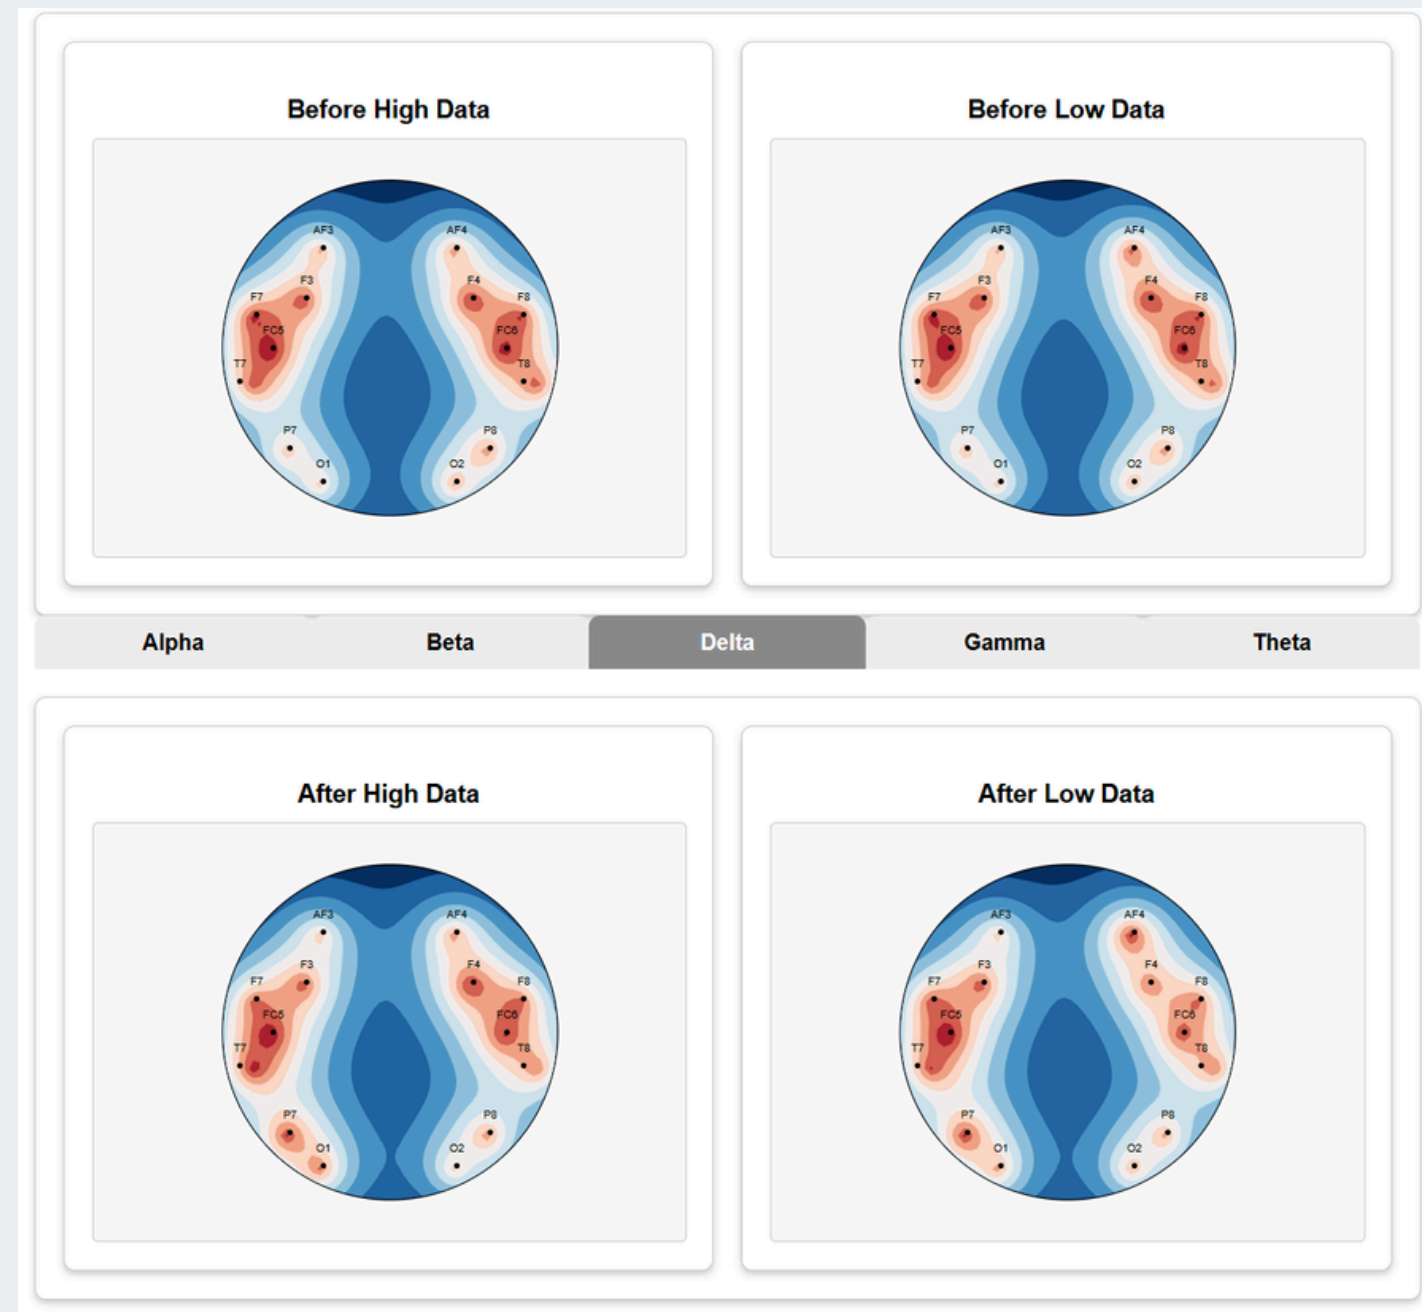 Before High Data
AF3 AF4
F3 F4
F7 F8
FC5 FC6
T7 T8
P7 P8
O1 O2
Before Low Data
AF3 AF4
F3 F4
F7 F8
FC5 FC6
T7 T8
P7 P8
O1 O2
Alpha Beta Delta Gamma Theta
After High Data
AF3 AF4
F3 F4
F7 F8
FC5 FC6
T7 T8
P7 P8
O1 O2
After Low Data
AF3 AF4
F3 F4
F7 F8
FC5 FC6
T7 T8
P7 P8
O1 O2